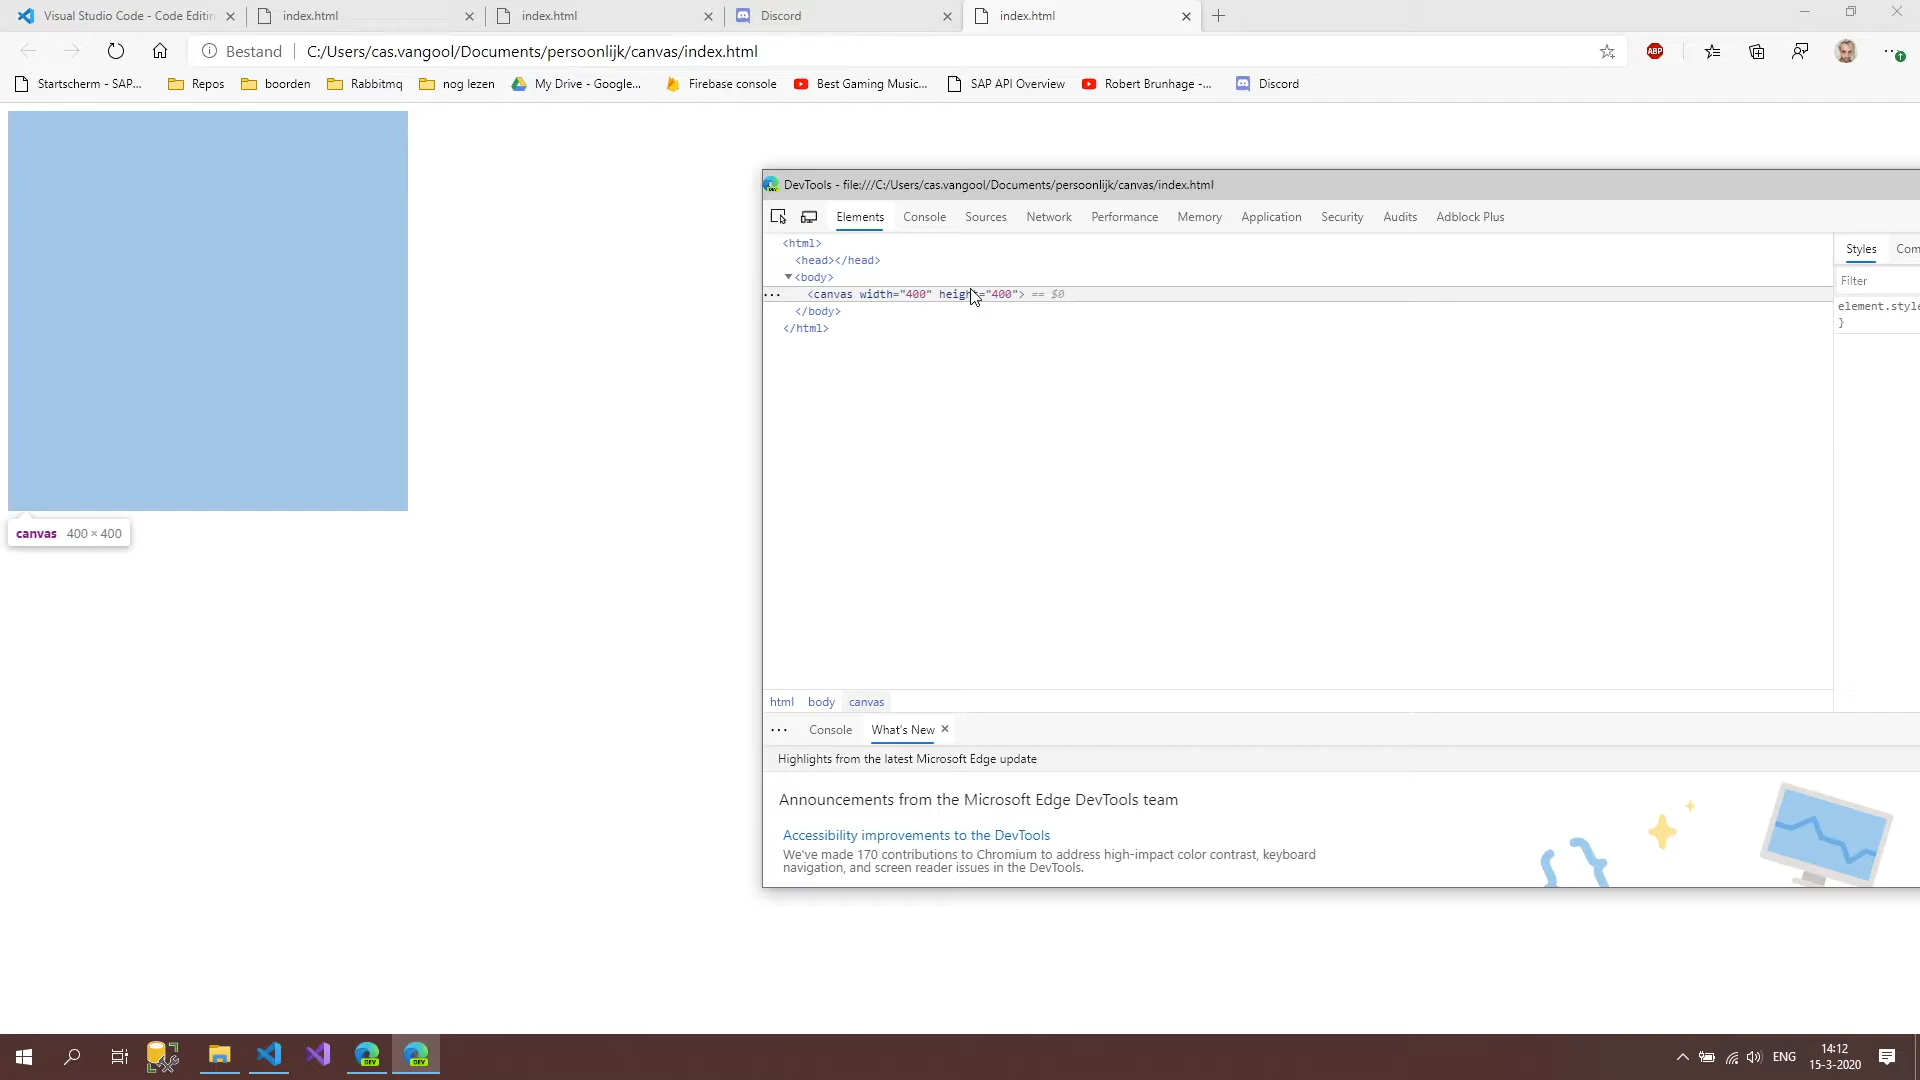 Visual Studio Code - Code Editin
index.html
index.html
Discord
index.html
Bestand
C:/Users/cas.vangool/Documents/persoonlijk/canvas/index.html
ABP
Startscherm - SAP...
Repos
boorden
Rabbitmq
nog lezen
My Drive - Google...
Firebase console
Best Gaming Music...
SAP API Overview
Robert Brunhage -...
Discord
DevTools - file:///C:/Users/cas.vangool/Documents/persoonlijk/canvas/index.html
Elements
Console
Sources
Network
Performance
Memory
Application
Security
Audits
Adblock Plus
<html>
<head></head>
<body>
<canvas width="400" height="400"> == $0
</body>
</html>
Styles
Com
Filter
element.style
}
canvas 400 × 400
html
body
canvas
Console
What's New
Highlights from the latest Microsoft Edge update
Announcements from the Microsoft Edge DevTools team
Accessibility improvements to the DevTools
We've made 170 contributions to Chromium to address high-impact color contrast, keyboard
navigation, and screen reader issues in the DevTools.
DEV
DEV
ENG
14:12
15-3-2020